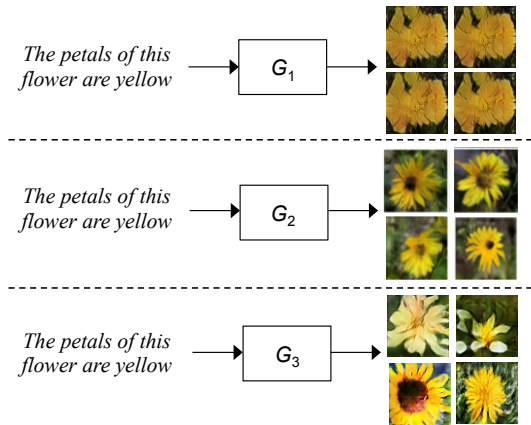 The petals of this
flower are yellow
G1
The petals of this
flower are yellow
G2
The petals of this
flower are yellow
G3